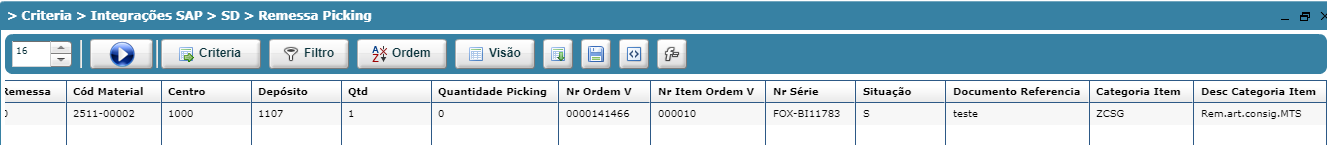 > Criteria > Integrações SAP > SD > Remessa Picking
16 Criteria Filtro Ordem Visão
Remessa Cód Material Centro Depósito Qtd Quantidade Picking Nr Ordem V Nr Item Ordem V Nr Série Situação Documento Referencia Categoria Item Desc Categoria Item
2511-00002 1000 1107 1 0 0000141466 000010 FOX-BI11783 S teste ZCSG Rem.art.consig.MTS